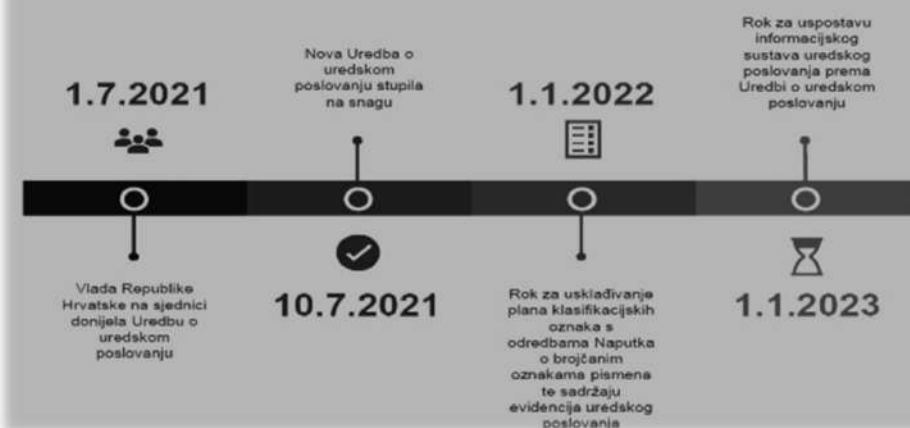 1.7.2021
Vlada Republike
Hrvatske na sjednici
donijela Uredbu o
uredskom
poslovanju
Nova Uredba o
uredskom
poslovanju stupila
na snagu
10.7.2021
1.1.2022
Rok za usklađivanje
plana klasifikacijskih
oznaka s
odredbama Naputka
o brojčanim
oznakama pismena
te sadržaju
evidencija uredskog
poslovanja
Rok za uspostavu
informacijskog
sustava uredskog
poslovanja prema
Uredbi o uredskom
poslovanju
1.1.2023